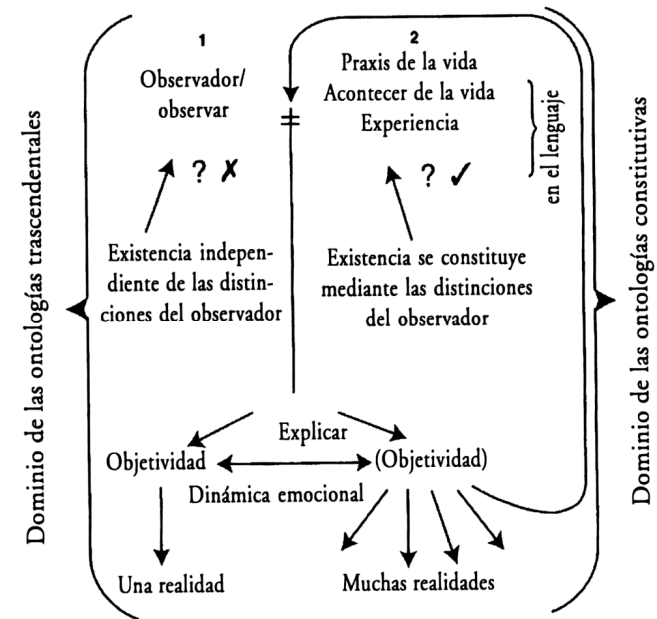 Dominio de las ontologías trascendentales
1
Observador/
observar
? ✗
Existencia indepen-
diente de las distin-
ciones del observador
2
Praxis de la vida
Acontecer de la vida
Experiencia
en el lenguaje
? ✓
Existencia se constituye
mediante las distinciones
del observador
Explicar
Objetividad
(Objetividad)
Dinámica emocional
Una realidad
Muchas realidades
Dominio de las ontologías constitutivas